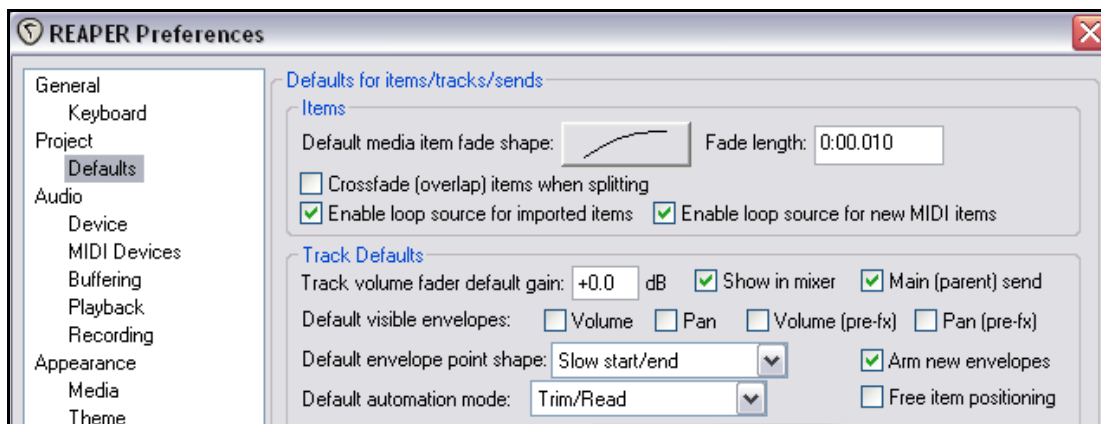 REAPER Preferences
General
Keyboard
Project
Defaults
Audio
Device
MIDI Devices
Buffering
Playback
Recording
Appearance
Media
Theme
Defaults for items/tracks/sends
Items
Default media item fade shape: Fade length: 0:00.010
Crossfade (overlap) items when splitting
Enable loop source for imported items Enable loop source for new MIDI items
Track Defaults
Track volume fader default gain: +0.0 dB Show in mixer Main (parent) send
Default visible envelopes: Volume Pan Volume (pre-fx) Pan (pre-fx)
Default envelope point shape: Slow start/end Arm new envelopes
Default automation mode: Trim/Read Free item positioning